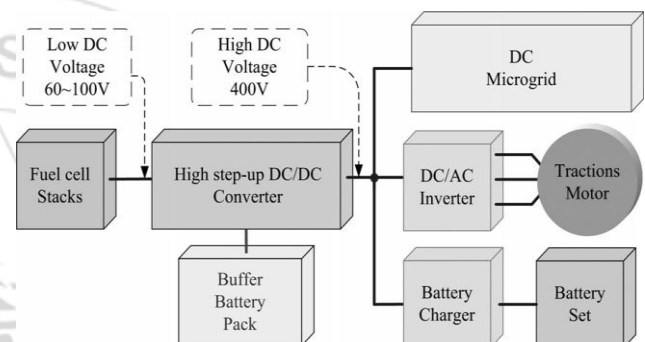 Low DC
Voltage
60~100V
High DC
Voltage
400V
DC
Microgrid
Fuel cell
Stacks
High step-up DC/DC
Converter
DC/AC
Inverter
Tractions
Motor
Buffer
Battery
Pack
Battery
Charger
Battery
Set